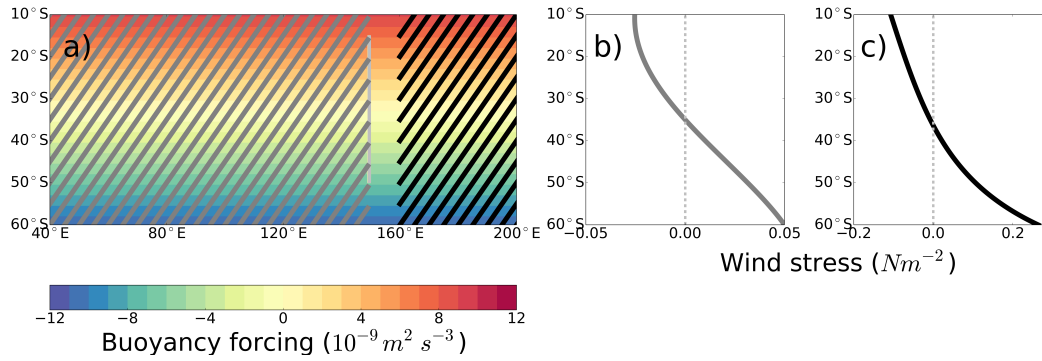 a)
10°S
20°S
30°S
40°S
50°S
60°S
40°E 80°E 120°E 160°E 200°E
−12 −8 −4 0 4 8 12
Buoyancy forcing (10⁻⁹ m² s⁻³)
b)
10°S
20°S
30°S
40°S
50°S
60°S
−0.05 0.00 0.05
c)
10°S
20°S
30°S
40°S
50°S
60°S
−0.2 0.0 0.2
Wind stress (Nm⁻²)